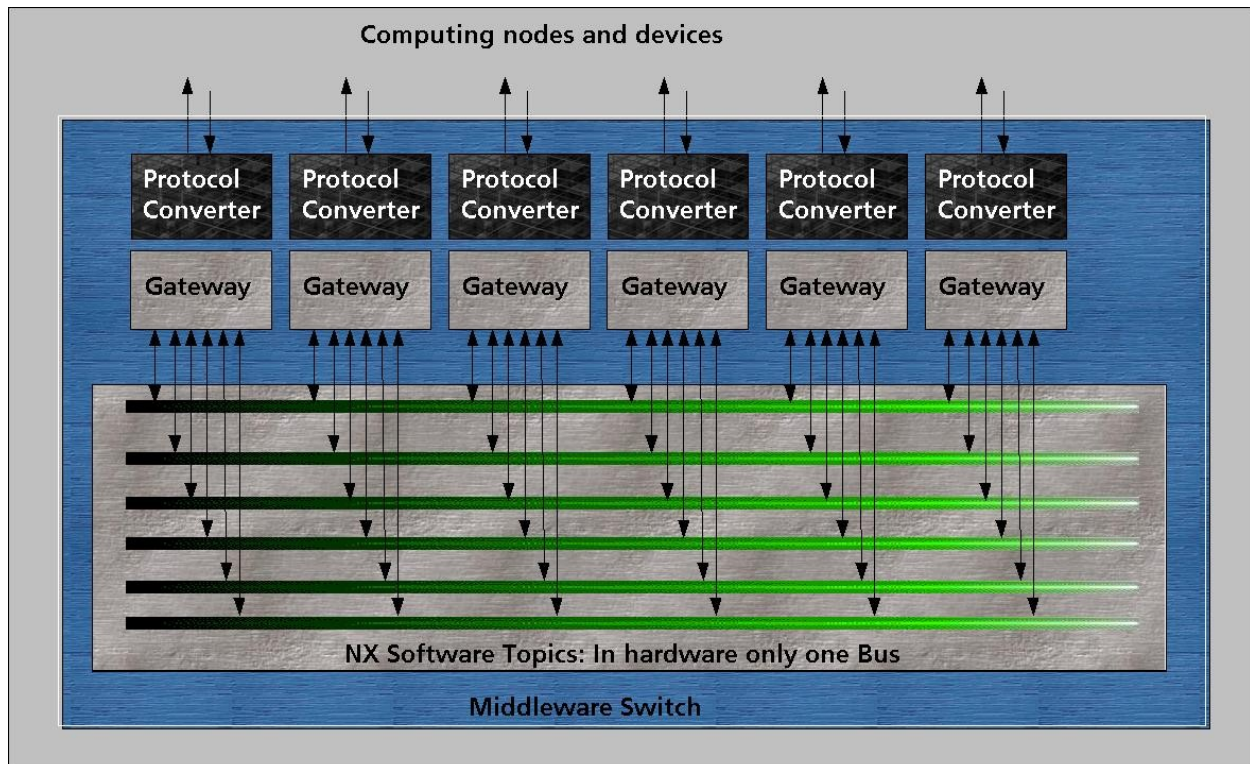 Computing nodes and devices
Protocol Converter
Protocol Converter
Protocol Converter
Protocol Converter
Protocol Converter
Protocol Converter
Gateway
Gateway
Gateway
Gateway
Gateway
Gateway
NX Software Topics: In hardware only one Bus
Middleware Switch